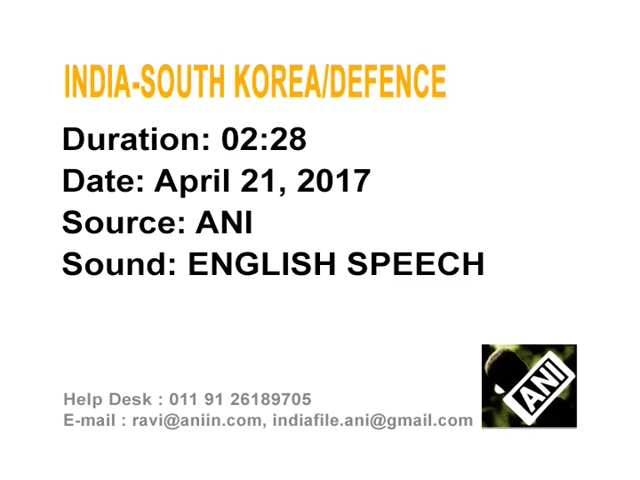 INDIA-SOUTH KOREA/DEFENCE
Duration: 02:28
Date: April 21, 2017
Source: ANI
Sound: ENGLISH SPEECH
ANI
Help Desk : 011 91 26189705
E-mail : ravi@aniin.com, indiafile.ani@gmail.com